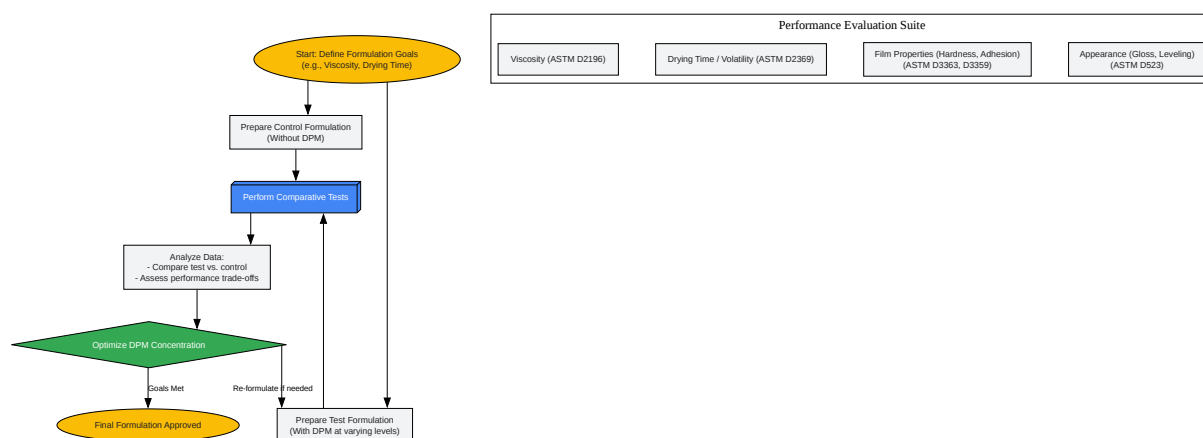 Start: Define Formulation Goals
(e.g., Viscosity, Drying Time)
Prepare Control Formulation
(Without DPM)
Perform Comparative Tests
Analyze Data:
- Compare test vs. control
- Assess performance trade-offs
Optimize DPM Concentration
Goals Met
Re-formulate if needed
Final Formulation Approved
Prepare Test Formulation
(With DPM at varying levels)
Performance Evaluation Suite
Viscosity (ASTM D2196)
Drying Time / Volatility (ASTM D2369)
Film Properties (Hardness, Adhesion)
(ASTM D3363, D3359)
Appearance (Gloss, Leveling)
(ASTM D523)